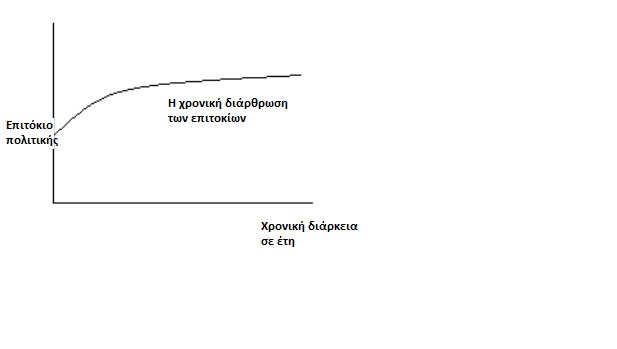 Η χρονική διάρθρωση
των επιτοκίων
Επιτόκιο
πολιτικής
Χρονική διάρκεια
σε έτη